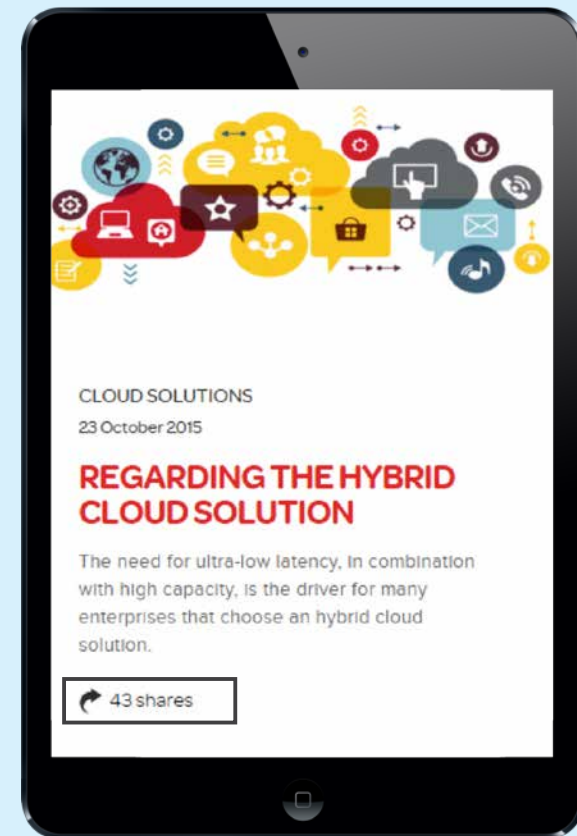 CLOUD SOLUTIONS
23 October 2015
REGARDING THE HYBRID
CLOUD SOLUTION
The need for ultra-low latency, in combination
with high capacity, is the driver for many
enterprises that choose an hybrid cloud
solution.
43 shares